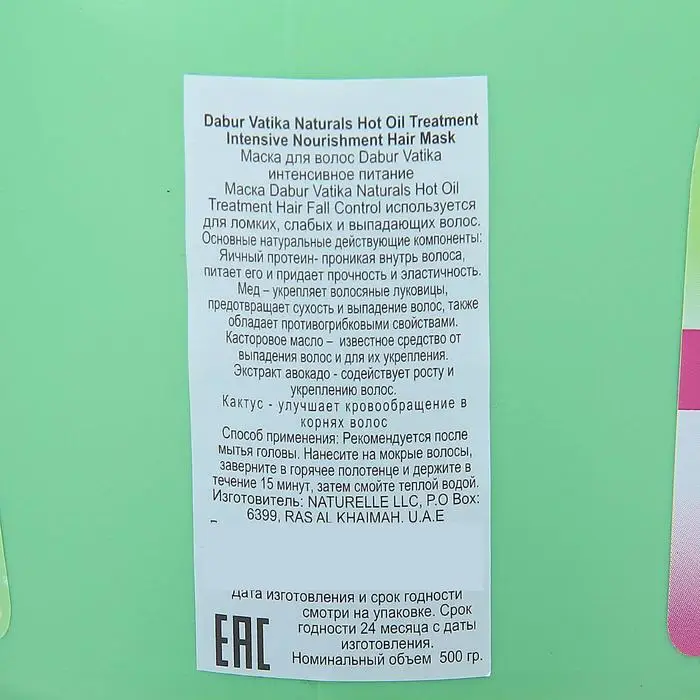 Dabur Vatika Naturals Hot Oil Treatment
Intensive Nourishment Hair Mask
Маска для волос Dabur Vatika
интенсивное питание
Маска Dabur Vatika Naturals Hot Oil
Treatment Hair Fall Control используется
для ломких, слабых и выпадающих волос.
Основные натуральные действующие компоненты:
Яичный протеин- проникая внутрь волоса,
питает его и придает прочность и эластичность.
Мед – укрепляет волосяные луковицы,
предотвращает сухость и выпадение волос, также
обладает противогрибковыми свойствами.
Касторовое масло – известное средство от
выпадения волос и для их укрепления.
Экстракт авокадо - содействует росту и
укреплению волос.
Кактус - улучшает кровообращение в
корнях волос
Способ применения: Рекомендуется после
мытья головы. Нанесите на мокрые волосы,
заверните в горячее полотенце и держите в
течение 15 минут, затем смойте теплой водой.
Изготовитель: NATURELLE LLC, P.O Box:
6399, RAS AL KHAIMAH, U.A.E
дата изготовления и срок годности
смотри на упаковке. Срок
годности 24 месяца с даты
изготовления.
Номинальный объем 500 гр.
EAC